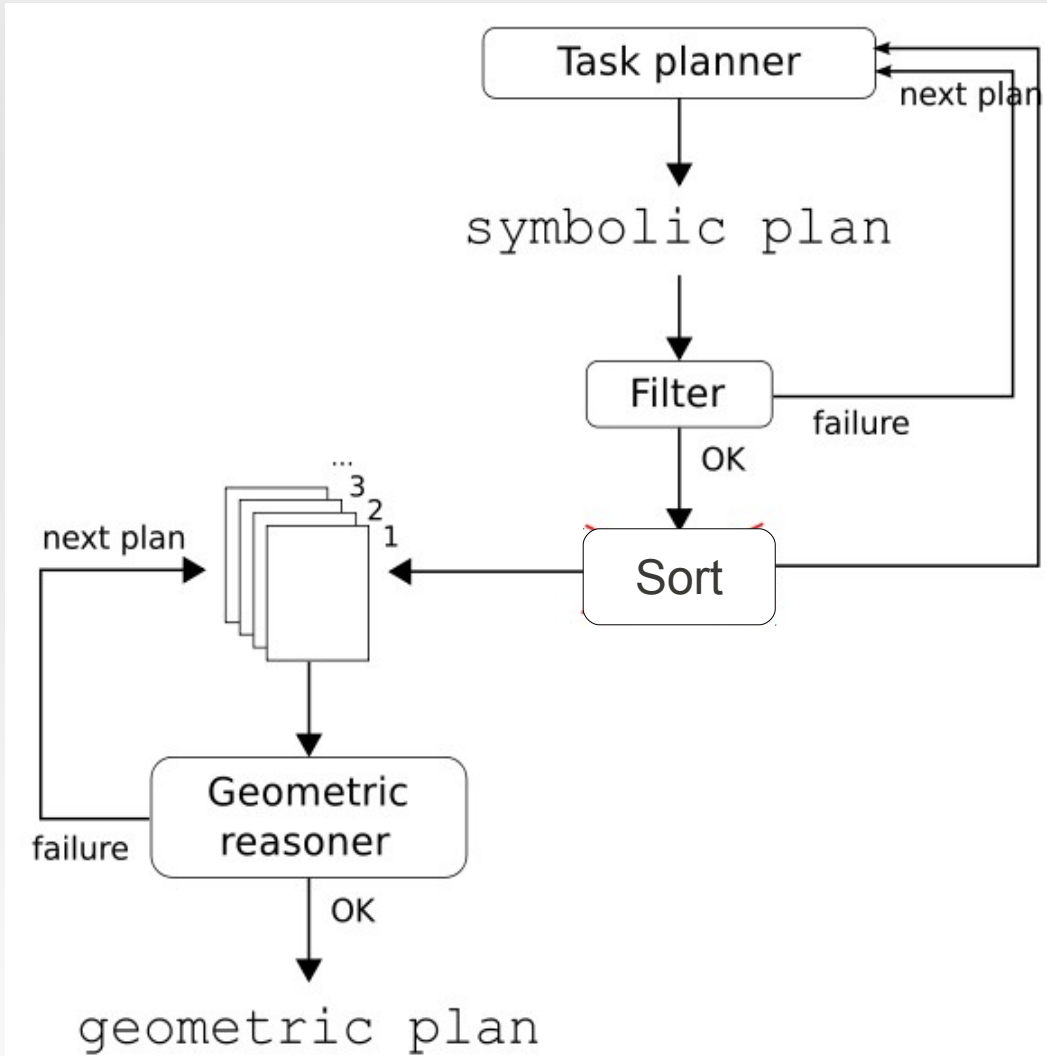 Task planner
next plan
symbolic plan
Filter
failure
OK
...
3
2
1
next plan
Sort
Geometric
reasoner
failure
OK
geometric plan